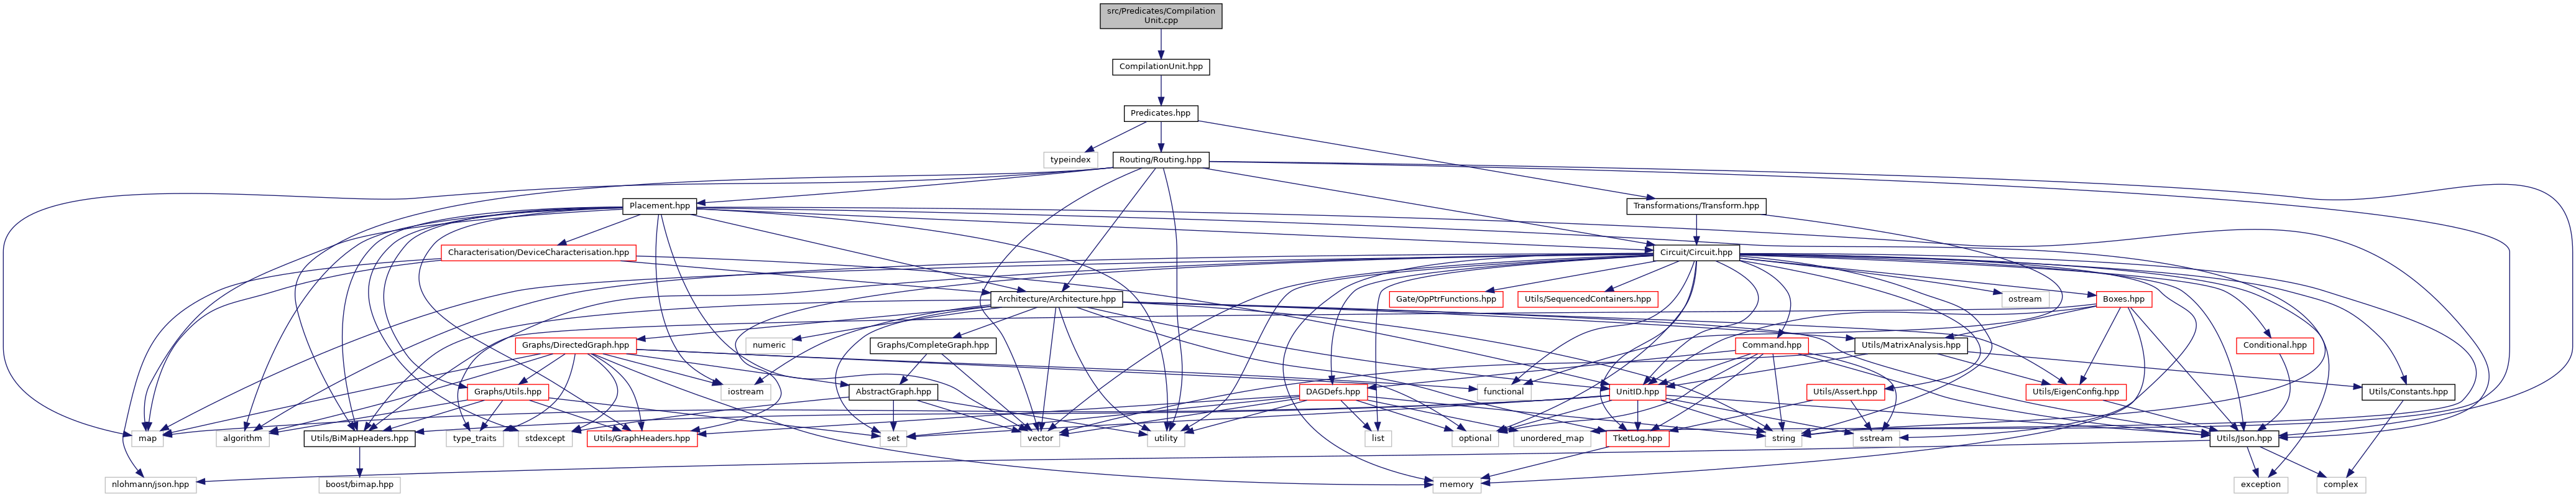 src/Predicates/Compilation
Unit.cpp
CompilationUnit.hpp
Predicates.hpp
typeindex
Routing/Routing.hpp
Placement.hpp
Transformations/Transform.hpp
Characterisation/DeviceCharacterisation.hpp
Circuit/Circuit.hpp
Architecture/Architecture.hpp
Gate/OpPtrFunctions.hpp
Utils/SequencedContainers.hpp
ostream
Boxes.hpp
Graphs/DirectedGraph.hpp
numeric
Graphs/CompleteGraph.hpp
Command.hpp
Utils/MatrixAnalysis.hpp
Conditional.hpp
Graphs/Utils.hpp
iostream
AbstractGraph.hpp
functional
DAGDefs.hpp
UnitID.hpp
Utils/Assert.hpp
Utils/EigenConfig.hpp
Utils/Constants.hpp
map
algorithm
Utils/BiMapHeaders.hpp
type_traits
stdexcept
Utils/GraphHeaders.hpp
set
vector
utility
list
optional
unordered_map
TketLog.hpp
string
sstream
Utils/Json.hpp
nlohmann/json.hpp
boost/bimap.hpp
memory
exception
complex